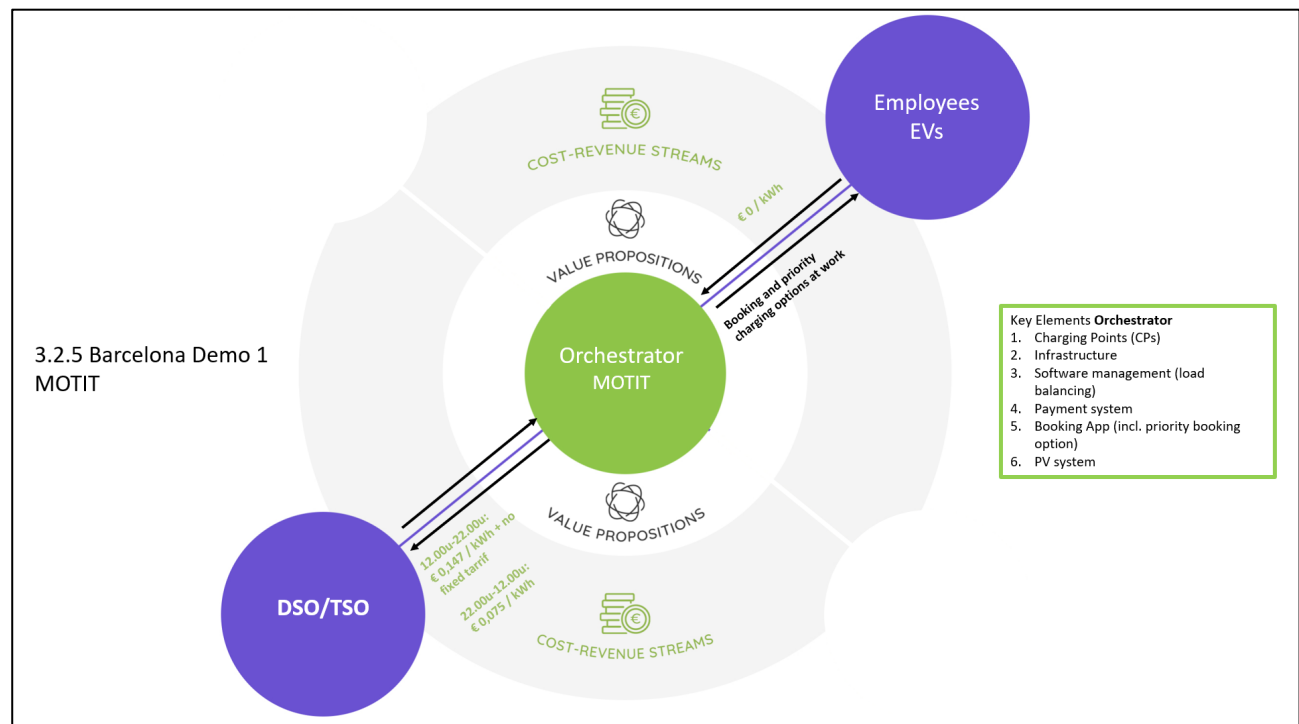 Employees
EVs
€
COST-REVENUE STREAMS
€ 0 / kWh
VALUE PROPOSITIONS
Booking and priority
charging options at work
3.2.5 Barcelona Demo 1
MOTIT
Orchestrator
MOTIT
Key Elements Orchestrator
1. Charging Points (CPs)
2. Infrastructure
3. Software management (load
balancing)
4. Payment system
5. Booking App (incl. priority booking
option)
6. PV system
VALUE PROPOSITIONS
12.00u-22.00u:
€ 0,147 / kWh + no
fixed tarrif
22.00u-12.00u:
€ 0,075 / kWh
DSO/TSO
€
COST-REVENUE STREAMS